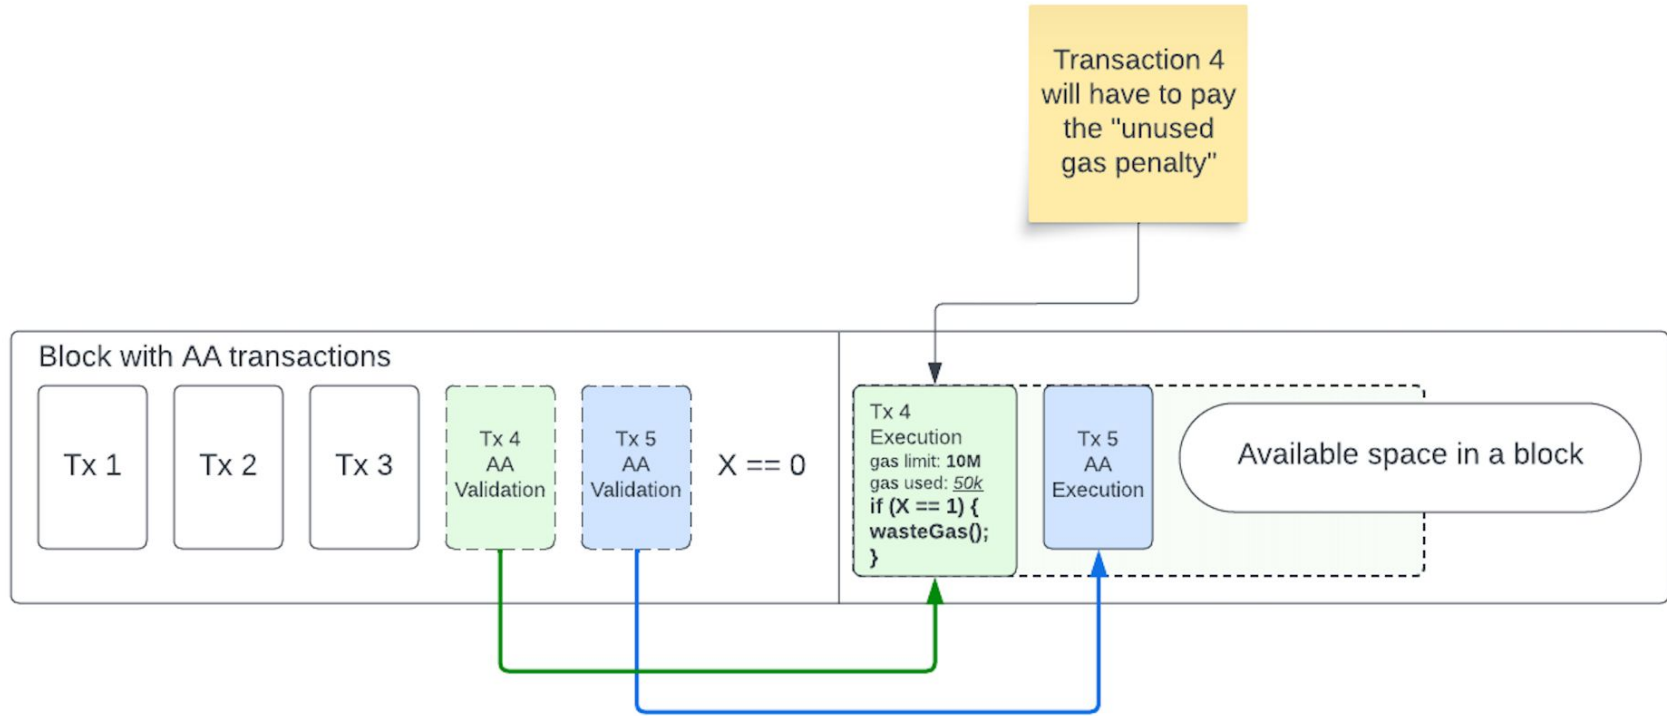 Transaction 4
will have to pay
the "unused
gas penalty"
Block with AA transactions
Tx 1
Tx 2
Tx 3
Tx 4
AA
Validation
Tx 5
AA
Validation
X == 0
Tx 4
Execution
gas limit: 10M
gas used: 50k
if (X == 1) {
wasteGas();
}
Tx 5
AA
Execution
Available space in a block